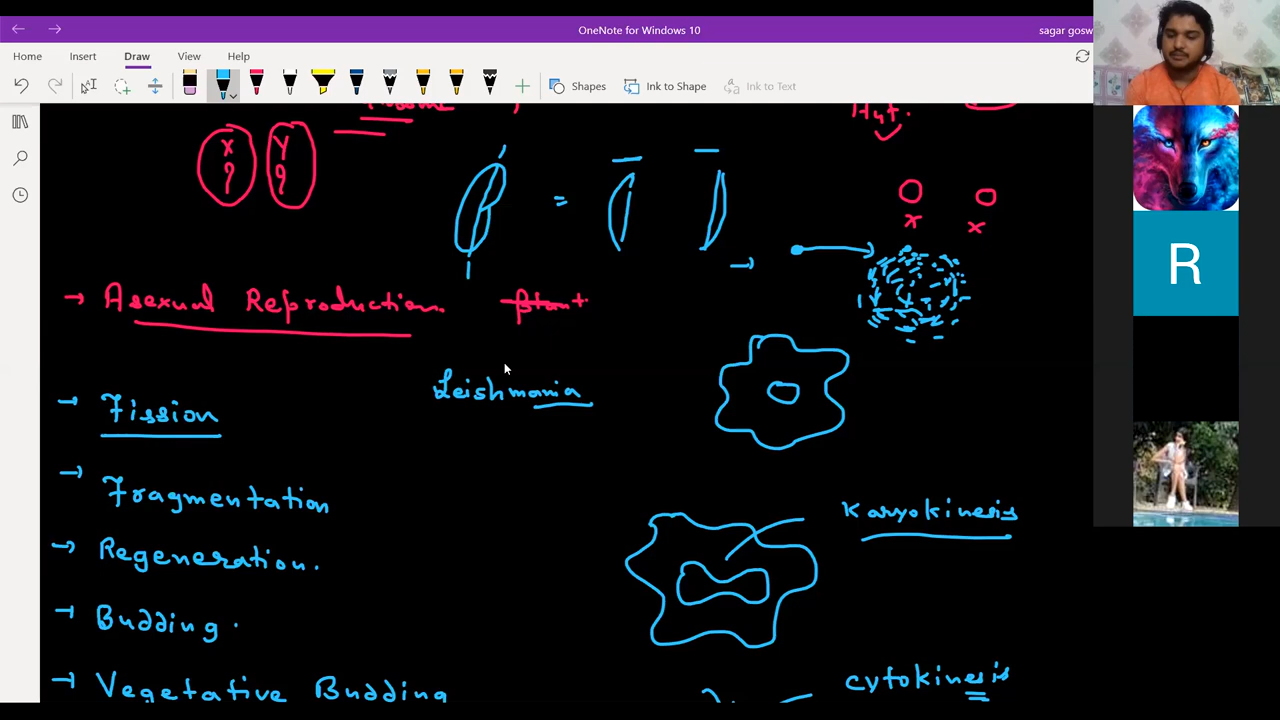 OneNote for Windows 10
sagar gosw
Home Insert Draw View Help
Shapes Ink to Shape Ink to Text
X Y
? ?
Hyt.
x x
R
→ Asexual Reproduction. plant
Leishmania
→ Fission
→ Fragmentation
Karyokinesis
→ Regeneration.
→ Budding.
→ Vegetative Budding
cytokinesis